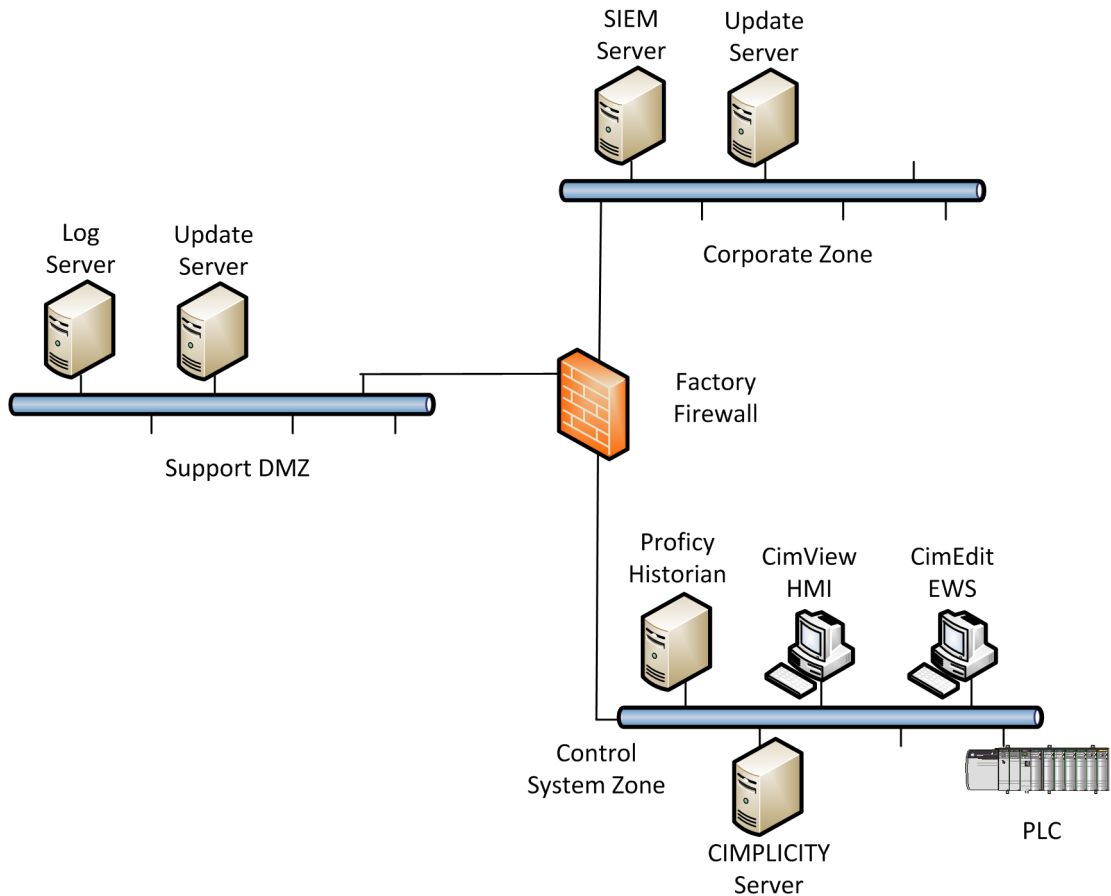 SIEM
Server
Update
Server
Corporate Zone
Log
Server
Update
Server
Support DMZ
Factory
Firewall
Proficy
Historian
CimView
HMI
CimEdit
EWS
Control
System Zone
CIMPLICITY
Server
PLC